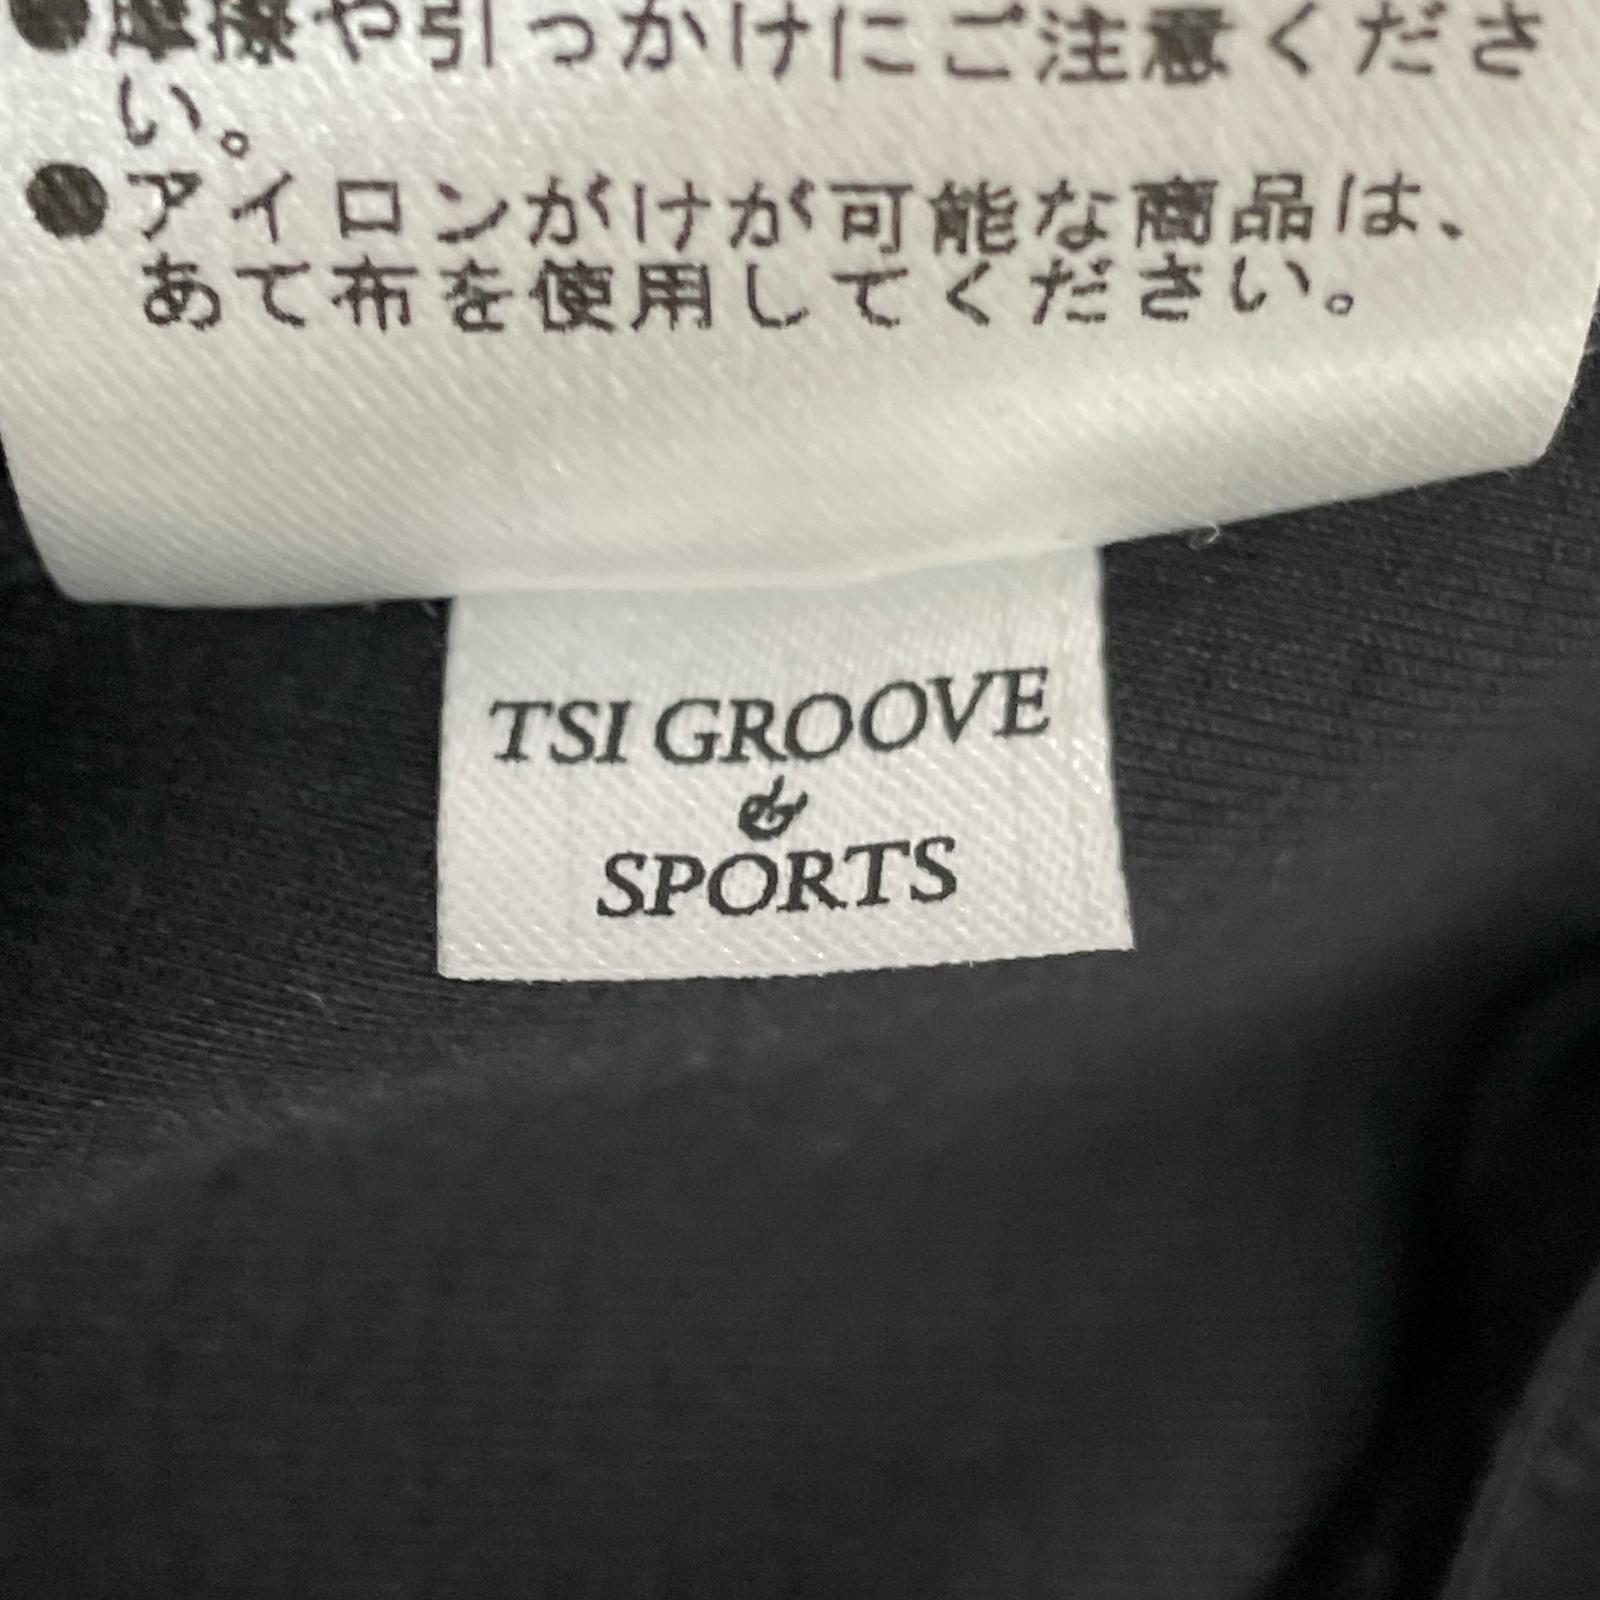 ●摩擦や引っかけにご注意くださ
い。
●アイロンがけが可能な商品は、
あて布を使用してください。
TSI GROOVE
&
SPORTS